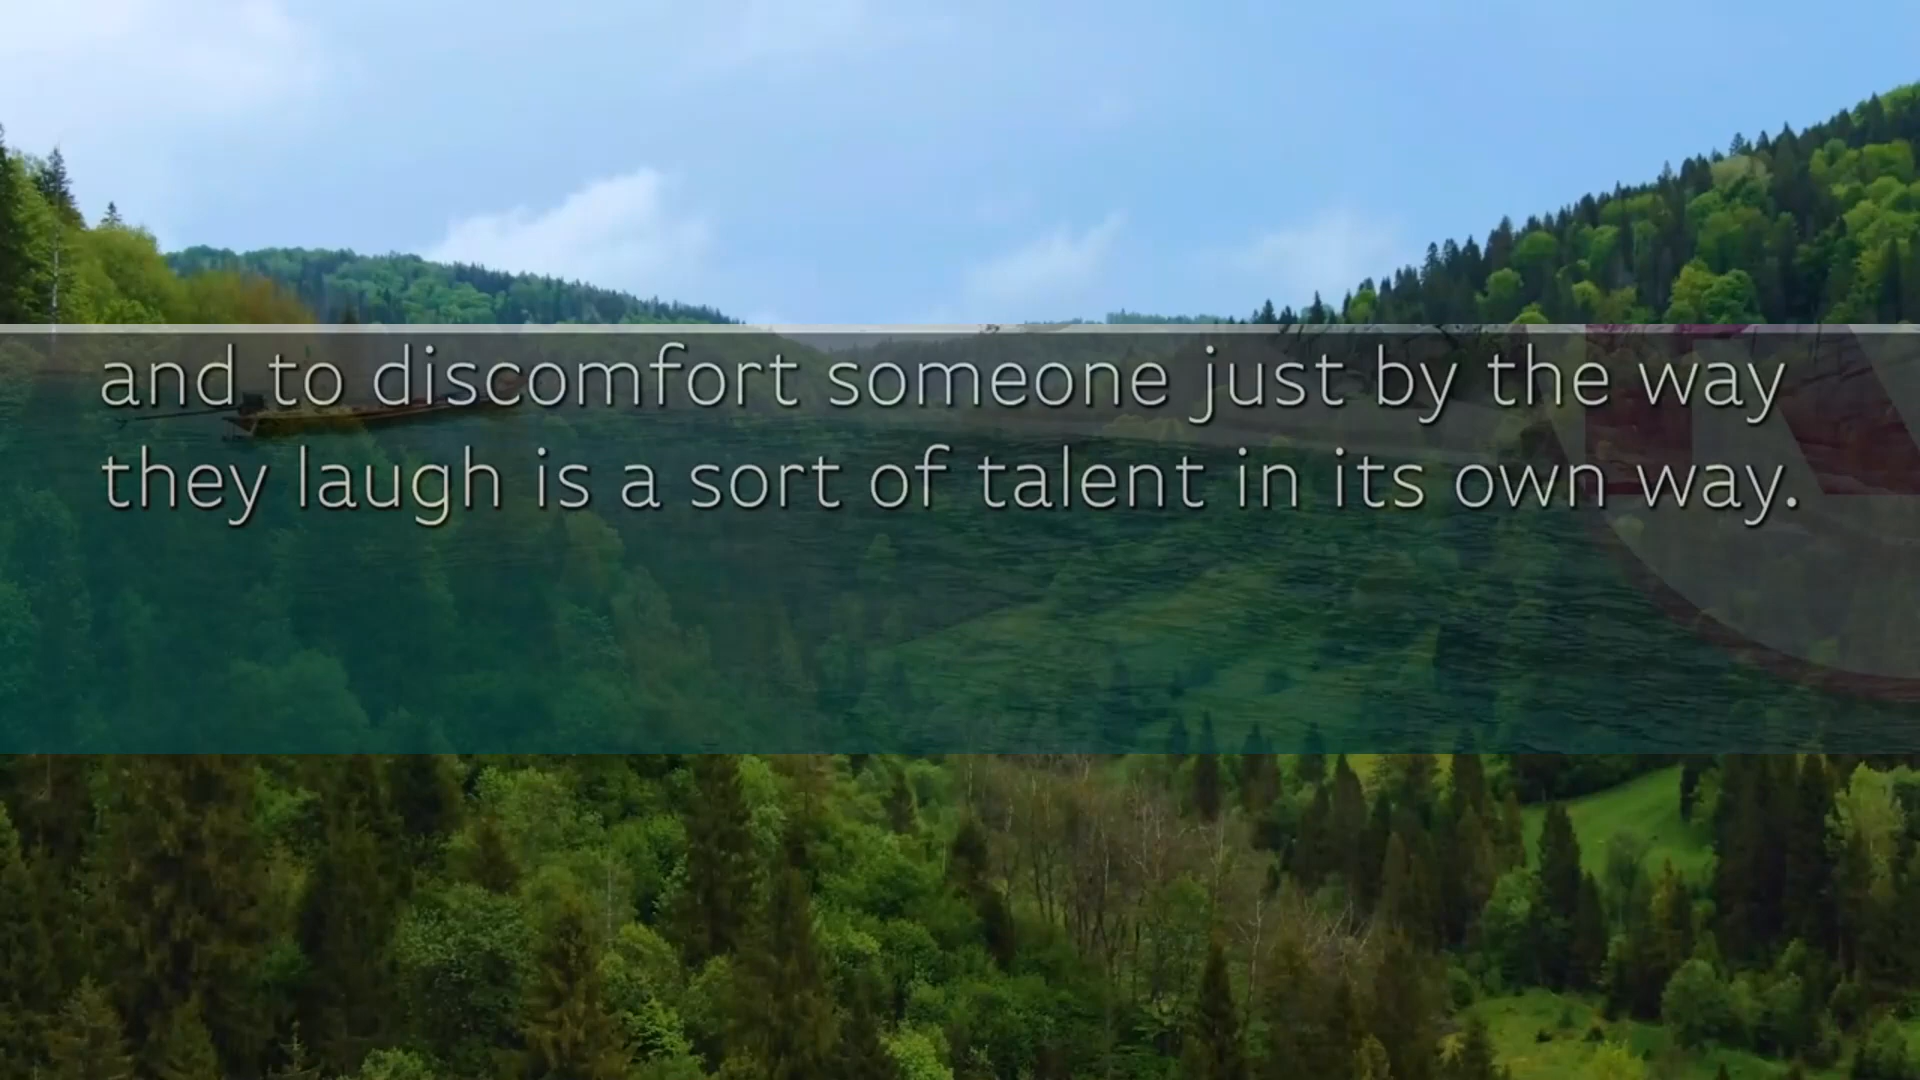 and to discomfort someone just by the way
they laugh is a sort of talent in its own way.